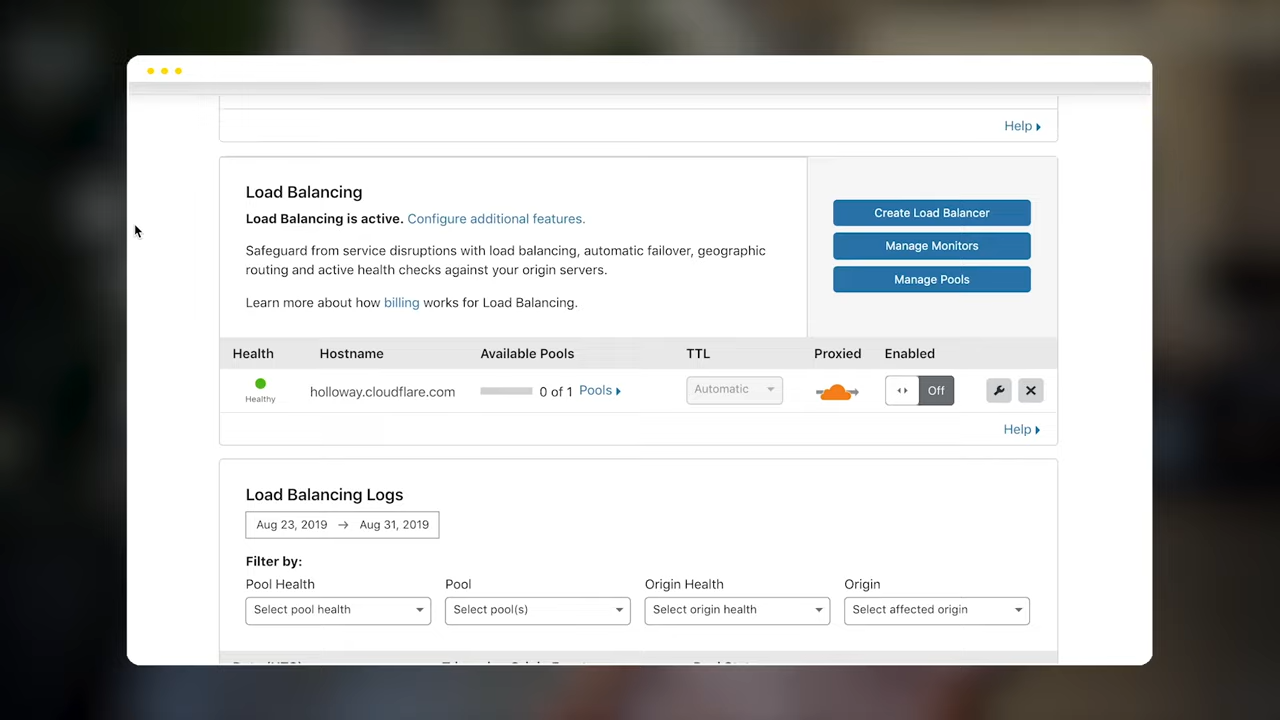 Help
Load Balancing
Load Balancing is active. Configure additional features.
Safeguard from service disruptions with load balancing, automatic failover, geographic
routing and active health checks against your origin servers.
Learn more about how billing works for Load Balancing.
Create Load Balancer
Manage Monitors
Manage Pools
Health Hostname Available Pools TTL Proxied Enabled
Healthy holloway.cloudflare.com 0 of 1 Pools Automatic Off
Help
Load Balancing Logs
Aug 23, 2019 → Aug 31, 2019
Filter by:
Pool Health Pool Origin Health Origin
Select pool health Select pool(s) Select origin health Select affected origin